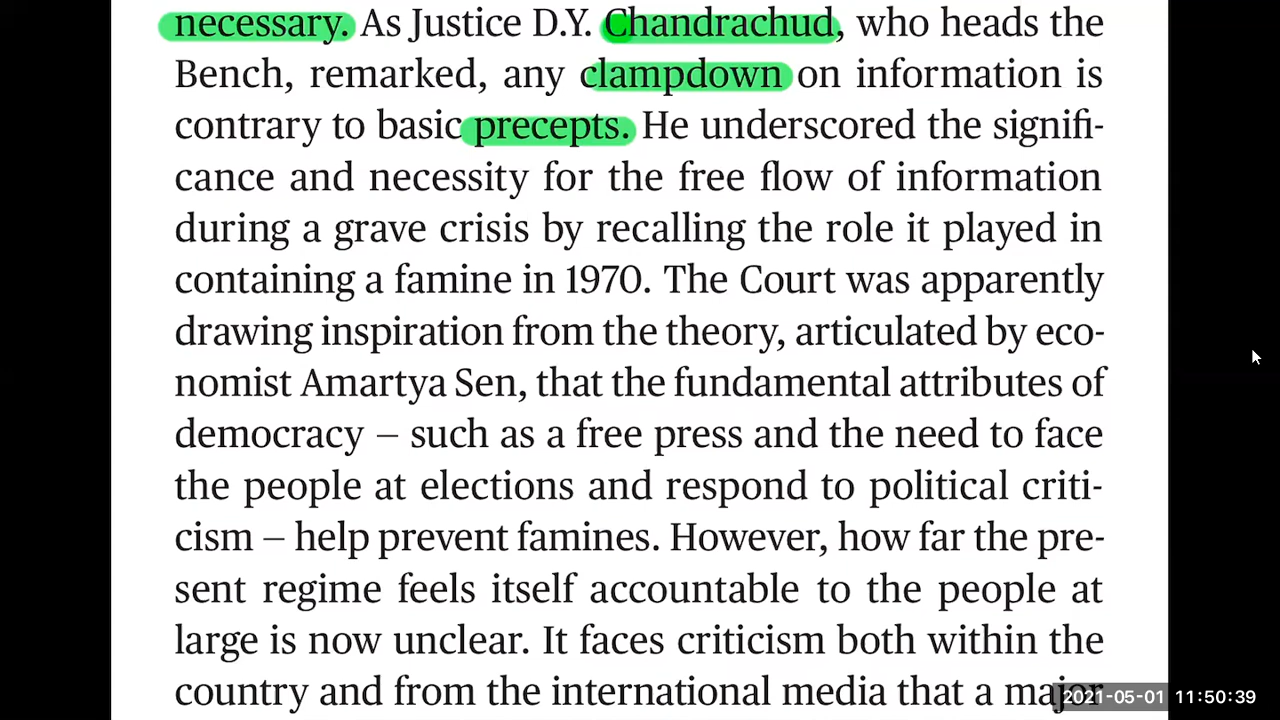 necessary. As Justice D.Y. Chandrachud, who heads the
Bench, remarked, any clampdown on information is
contrary to basic precepts. He underscored the signifi-
cance and necessity for the free flow of information
during a grave crisis by recalling the role it played in
containing a famine in 1970. The Court was apparently
drawing inspiration from the theory, articulated by eco-
nomist Amartya Sen, that the fundamental attributes of
democracy – such as a free press and the need to face
the people at elections and respond to political criti-
cism – help prevent famines. However, how far the pre-
sent regime feels itself accountable to the people at
large is now unclear. It faces criticism both within the
country and from the international media that a major
2021-05-01 11:50:39